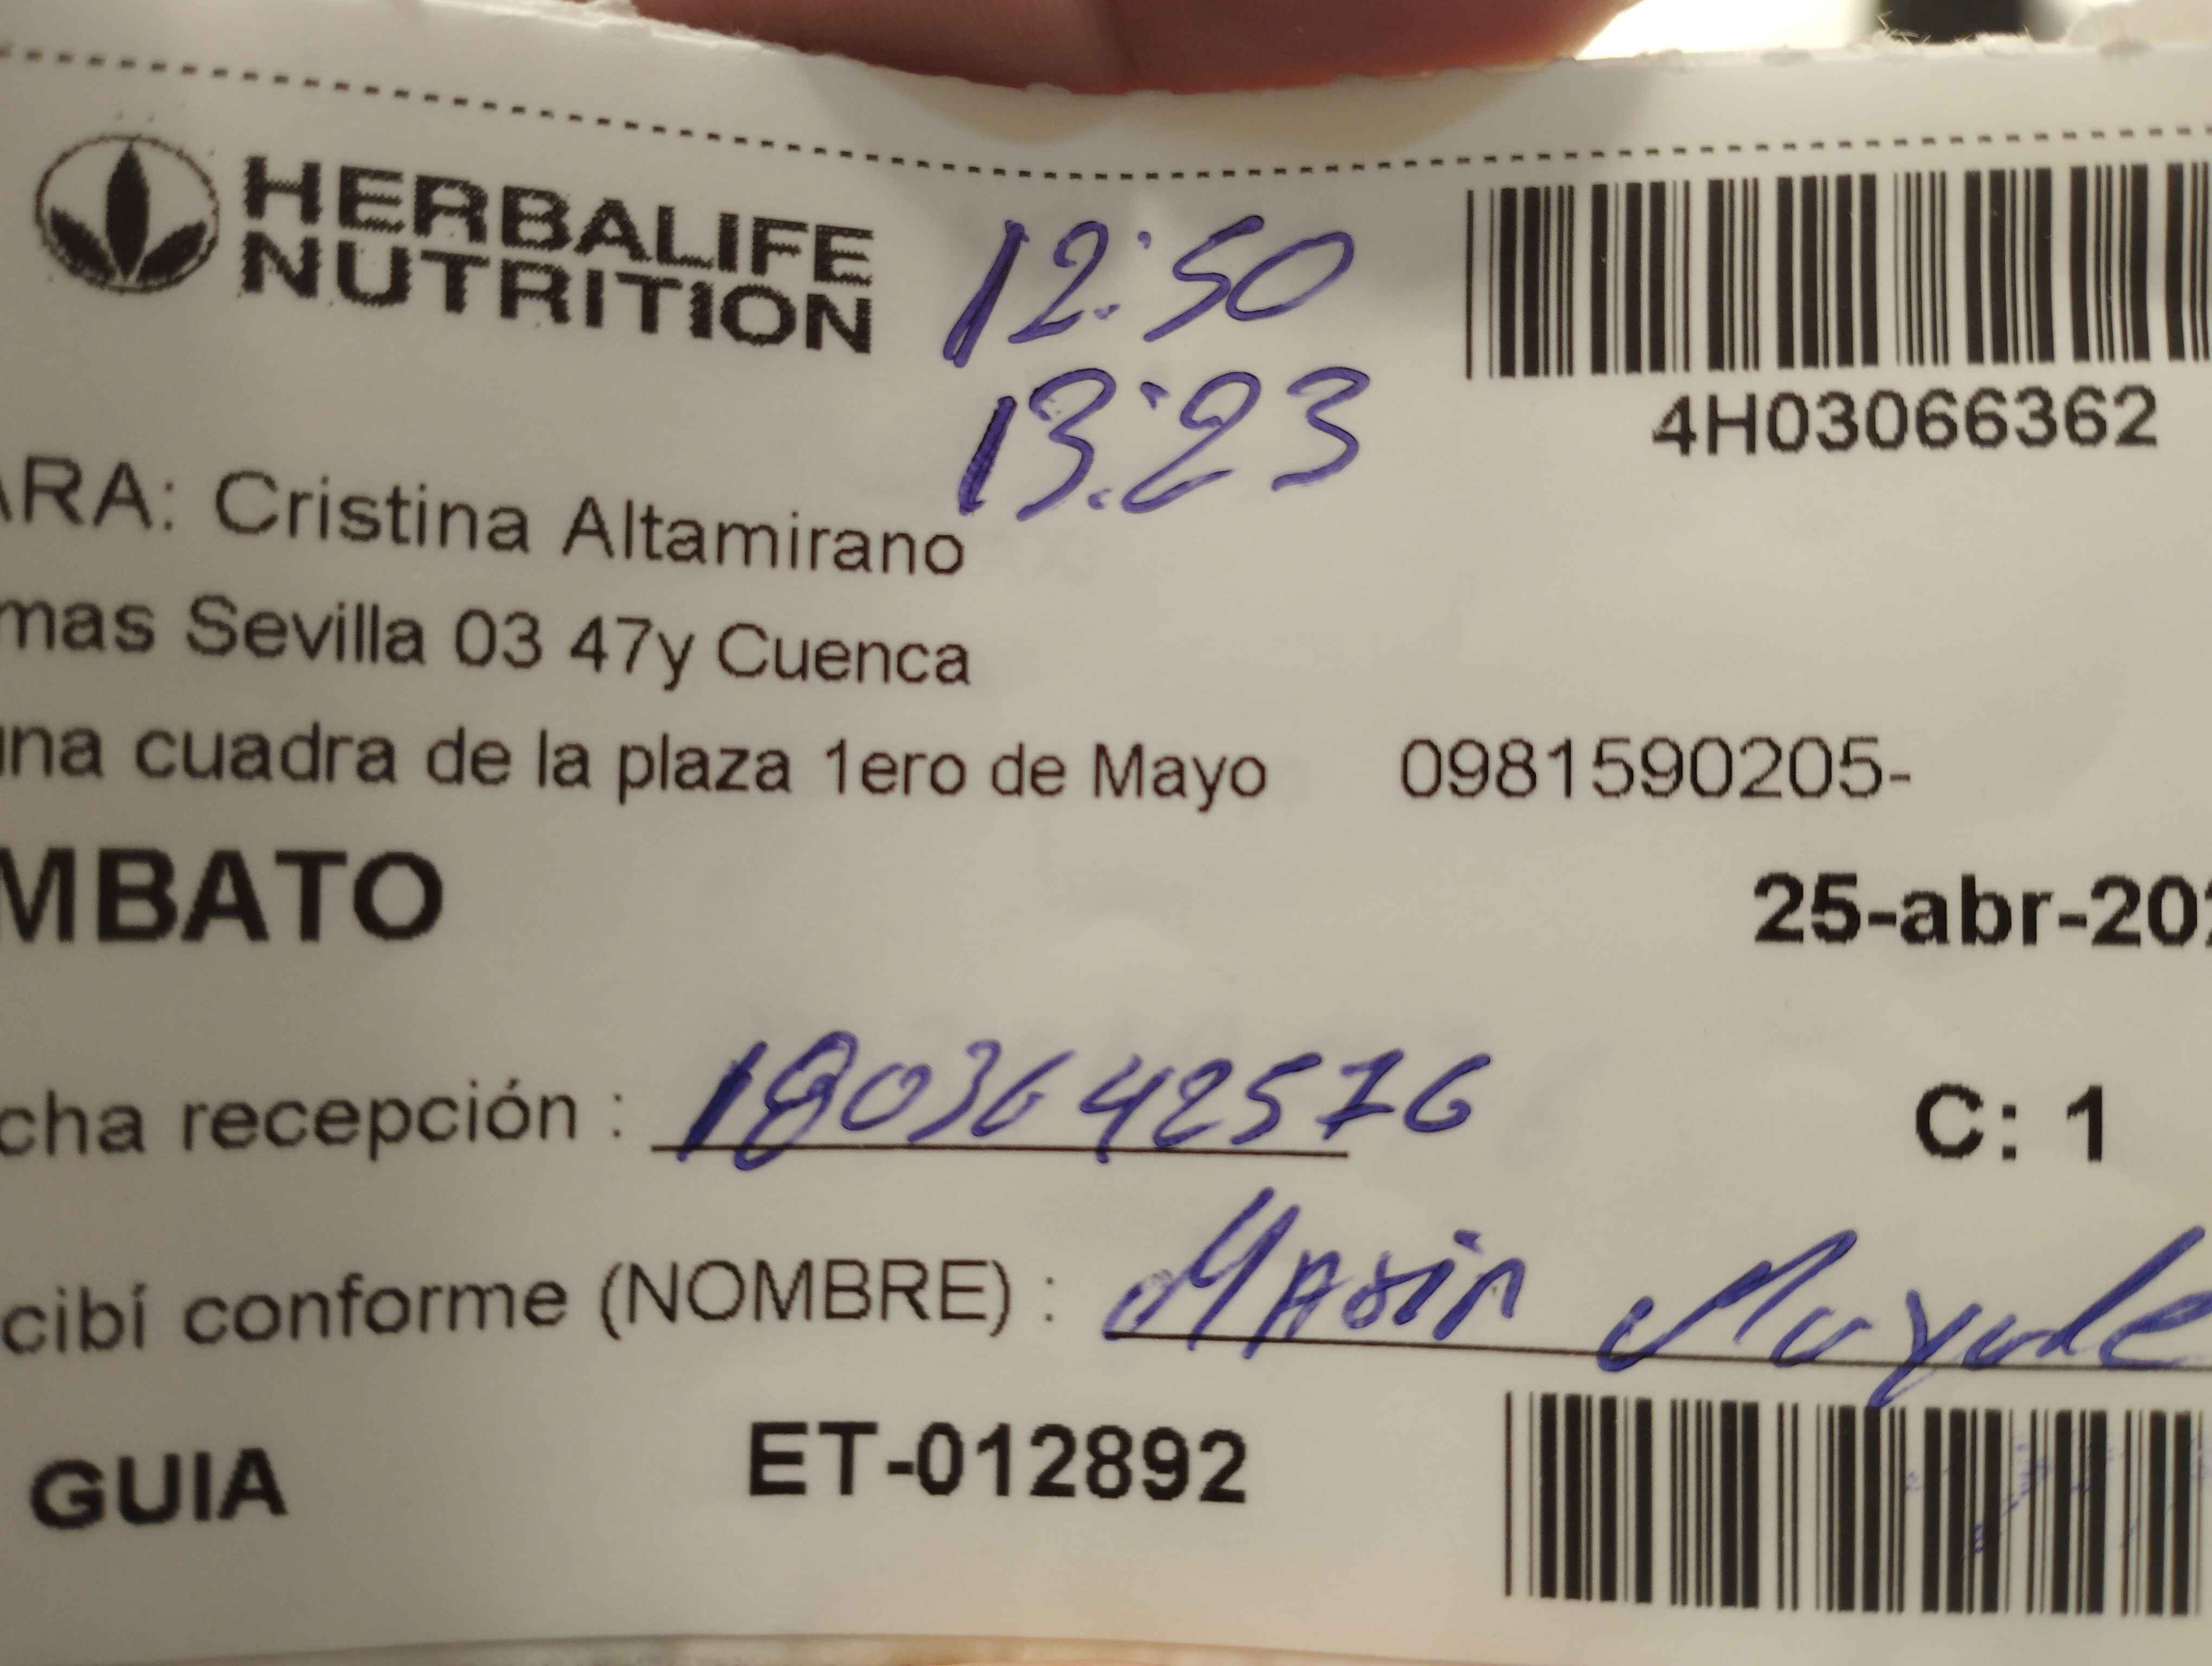 HERBALIFE
NUTRITION
12:50
13:23
4H03066362
ARA: Cristina Altamirano
mas Sevilla 03 47y Cuenca
una cuadra de la plaza 1ero de Mayo 0981590205-
MBATO
25-abr-202
cha recepción : 1803642576
C: 1
cibí conforme (NOMBRE) :
GUIA ET-012892